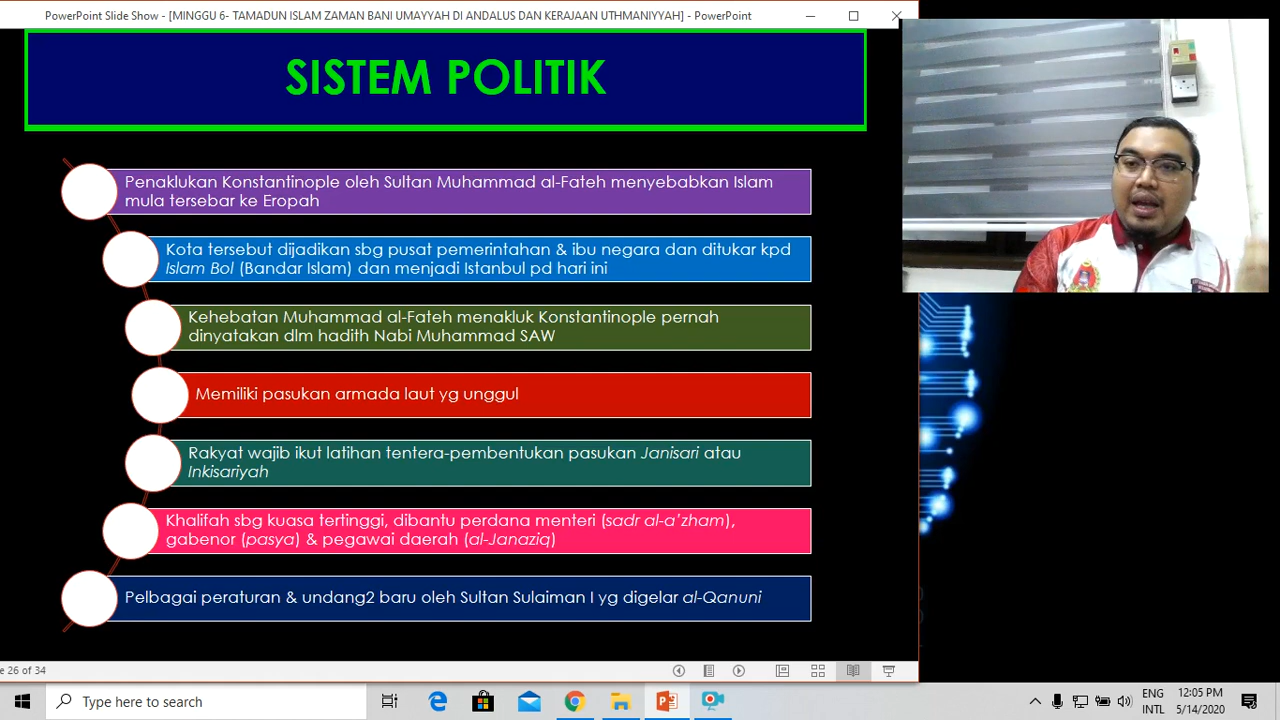 PowerPoint Slide Show - [MINGGU 6- TAMADUN ISLAM ZAMAN BANI UMAYYAH DI ANDALUS DAN KERAJAAN UTHMANIYYAH] - PowerPoint
SISTEM POLITIK
Penaklukan Konstantinople oleh Sultan Muhammad al-Fateh menyebabkan Islam
mula tersebar ke Eropah
Kota tersebut dijadikan sbg pusat pemerintahan & ibu negara dan ditukar kpd
Islam Bol (Bandar Islam) dan menjadi Istanbul pd hari ini
Kehebatan Muhammad al-Fateh menakluk Konstantinople pernah
dinyatakan dlm hadith Nabi Muhammad SAW
Memiliki pasukan armada laut yg unggul
Rakyat wajib ikut latihan tentera-pembentukan pasukan Janisari atau
Inkisariyah
Khalifah sbg kuasa tertinggi, dibantu perdana menteri (sadr al-a’zham),
gabenor (pasya) & pegawai daerah (al-Janaziq)
Pelbagai peraturan & undang2 baru oleh Sultan Sulaiman I yg digelar al-Qanuni
e 26 of 34
Type here to search
ENG
INTL
12:05 PM
5/14/2020